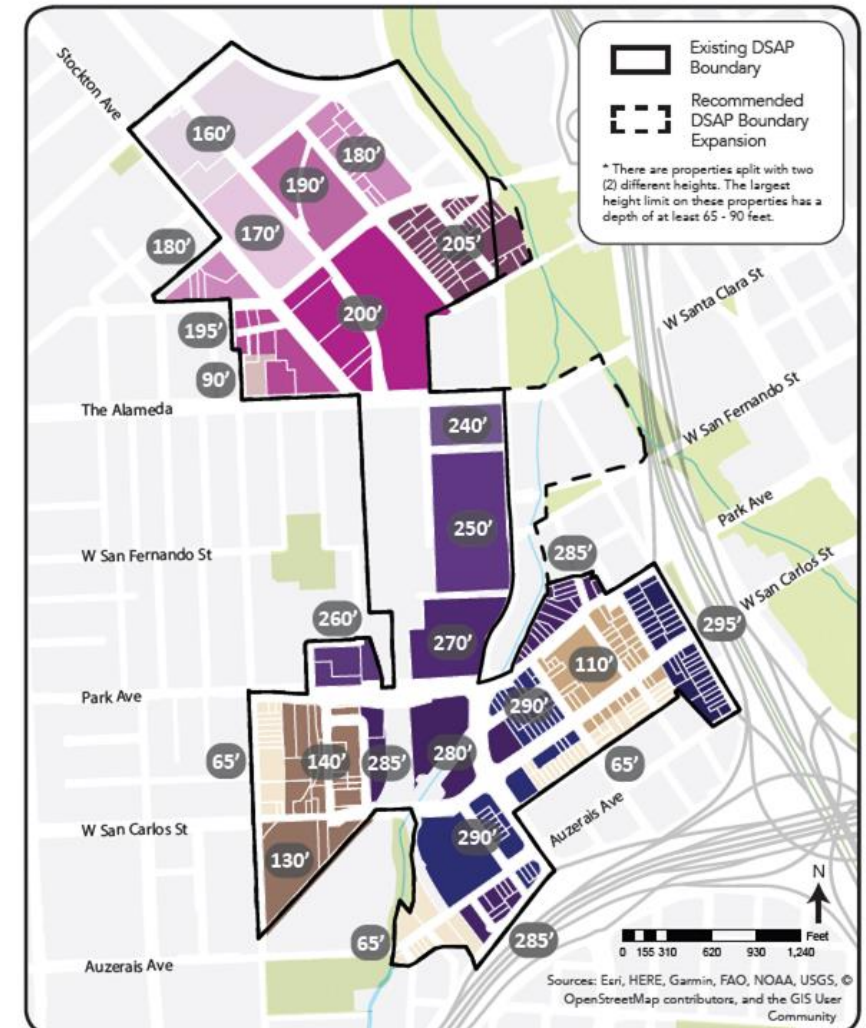 Existing DSAP
Boundary
Recommended
DSAP Boundary
Expansion
* There are properties split with two
(2) different heights. The largest
height limit on these properties has a
depth of at least 65 - 90 feet.
Stockton Ave
160'
180'
190'
170'
180'
205'
W Santa Clara St
195'
200'
90'
The Alameda
W San Fernando St
240'
Park Ave
250'
W San Fernando St
285'
W San Carlos St
260'
295'
270'
110'
Park Ave
290'
65'
140'
285'
280'
65'
Auzerais Ave
W San Carlos St
290'
130'
N
65'
285'
Feet
0 155 310 620 930 1,240
Auzerais Ave
Sources: Esri, HERE, Garmin, FAO, NOAA, USGS, ©
OpenStreetMap contributors, and the GIS User
Community